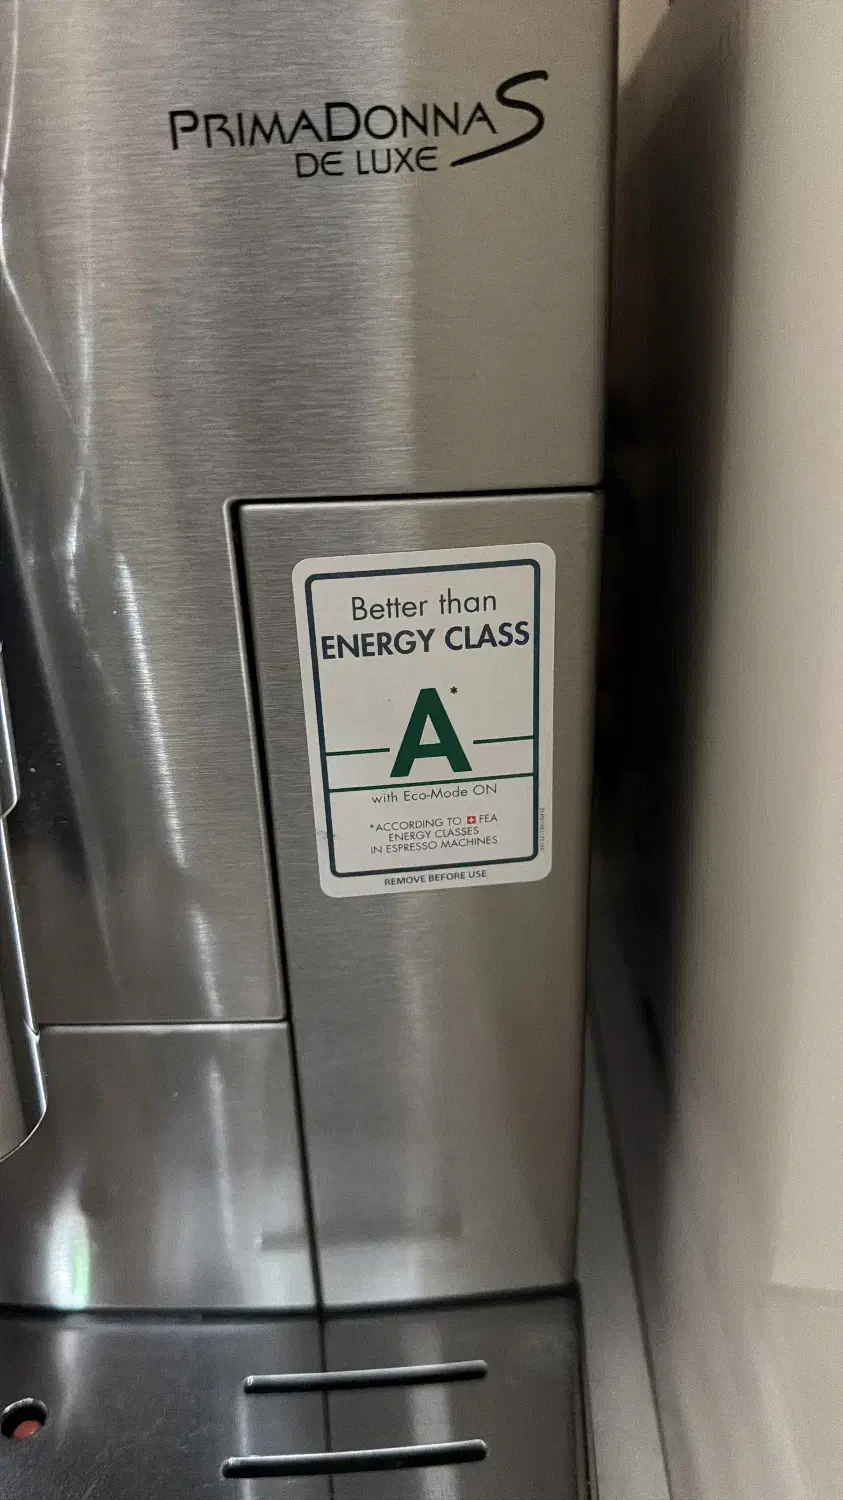 PRIMADONNA S
DE LUXE
Better than
ENERGY CLASS
A*
with Eco-Mode ON
*ACCORDING TO FEA
ENERGY CLASSES
IN ESPRESSO MACHINES
REMOVE BEFORE USE